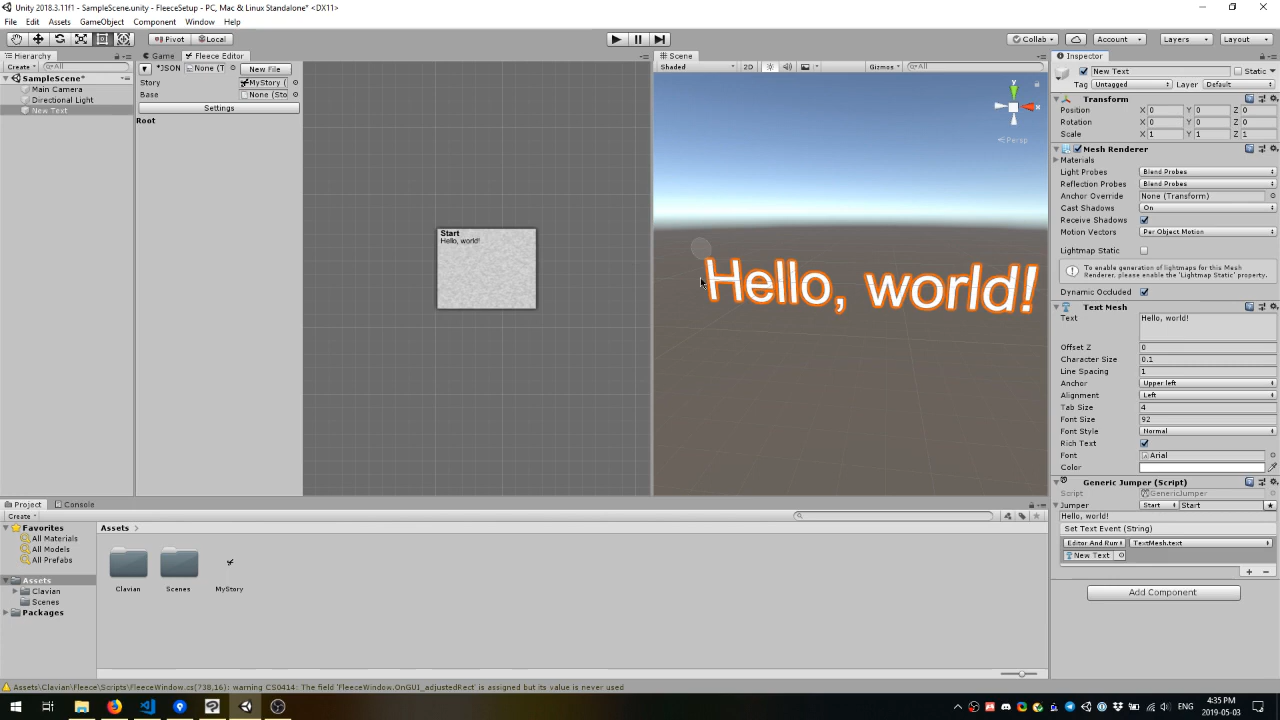 Unity 2018.3.11f1 - SampleScene.unity - FleeceSetup - PC, Mac & Linux Standalone* <DX11>
File Edit Assets GameObject Component Window Help
Pivot Local Collab Account Layers Layout
Hierarchy
Create All
SampleScene*
Main Camera
Directional Light
New Text
Game Fleece Editor
*JSON None (T New File
Story MyStory (
Base None (Sto
Settings
Root
Start
Hello, world!
Scene
Shaded 2D Gizmos All
y
x
Persp
Hello, world!
Inspector
New Text Static
Tag Untagged Layer Default
Transform
Position X 0 Y 0 Z 0
Rotation X 0 Y 0 Z 0
Scale X 1 Y 1 Z 1
Mesh Renderer
Materials
Light Probes Blend Probes
Reflection Probes Blend Probes
Anchor Override None (Transform)
Cast Shadows On
Receive Shadows
Motion Vectors Per Object Motion
Lightmap Static
To enable generation of lightmaps for this Mesh
Renderer, please enable the 'Lightmap Static' property.
Dynamic Occluded
Text Mesh
Text Hello, world!
Offset Z 0
Character Size 0.1
Line Spacing 1
Anchor Upper left
Alignment Left
Tab Size 4
Font Size 92
Font Style Normal
Rich Text
Font Arial
Color
Generic Jumper (Script)
Script GenericJumper
Jumper Start Start
Hello, world!
Set Text Event (String)
Editor And Run TextMesh.text
New Text
Add Component
Project Console
Create
Favorites
All Materials
All Models
All Prefabs
Assets
Clavian
Scenes
Packages
Assets
Clavian Scenes MyStory
Assets\Clavian\Fleece\Scripts\FleeceWindow.cs(738,16): warning CS0414: The field 'FleeceWindow.OnGUI_adjustedRect' is assigned but its value is never used
4:35 PM
2019-05-03